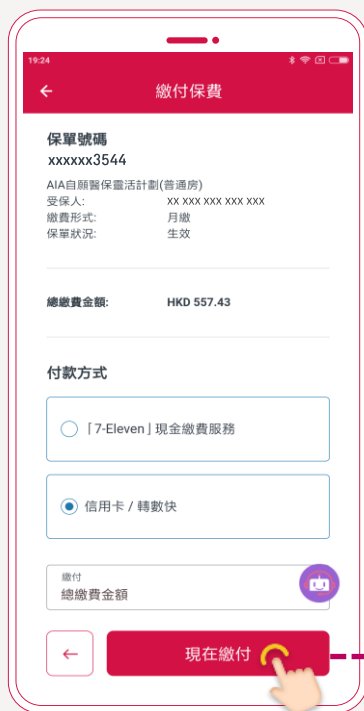 19:24
繳付保費
保單號碼
xxxxxx3544
AIA自願醫保靈活計劃(普通房)
受保人: XX XXX XXX XXX XXX
繳費形式: 月繳
保單狀況: 生效
總繳費金額: HKD 557.43
付款方式
「7-Eleven」現金繳費服務
信用卡 / 轉數快
繳付
總繳費金額
現在繳付